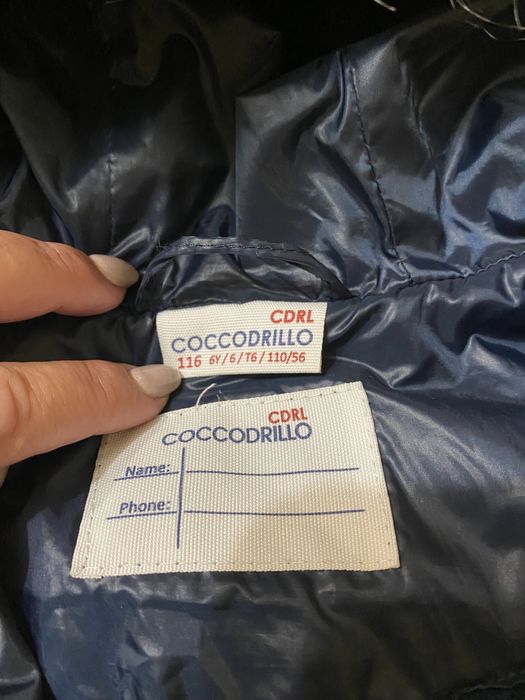 CDRL
COCCODRILLO
116 6Y/6/T6/110/56
CDRL
COCCODRILLO
Name:
Phone: